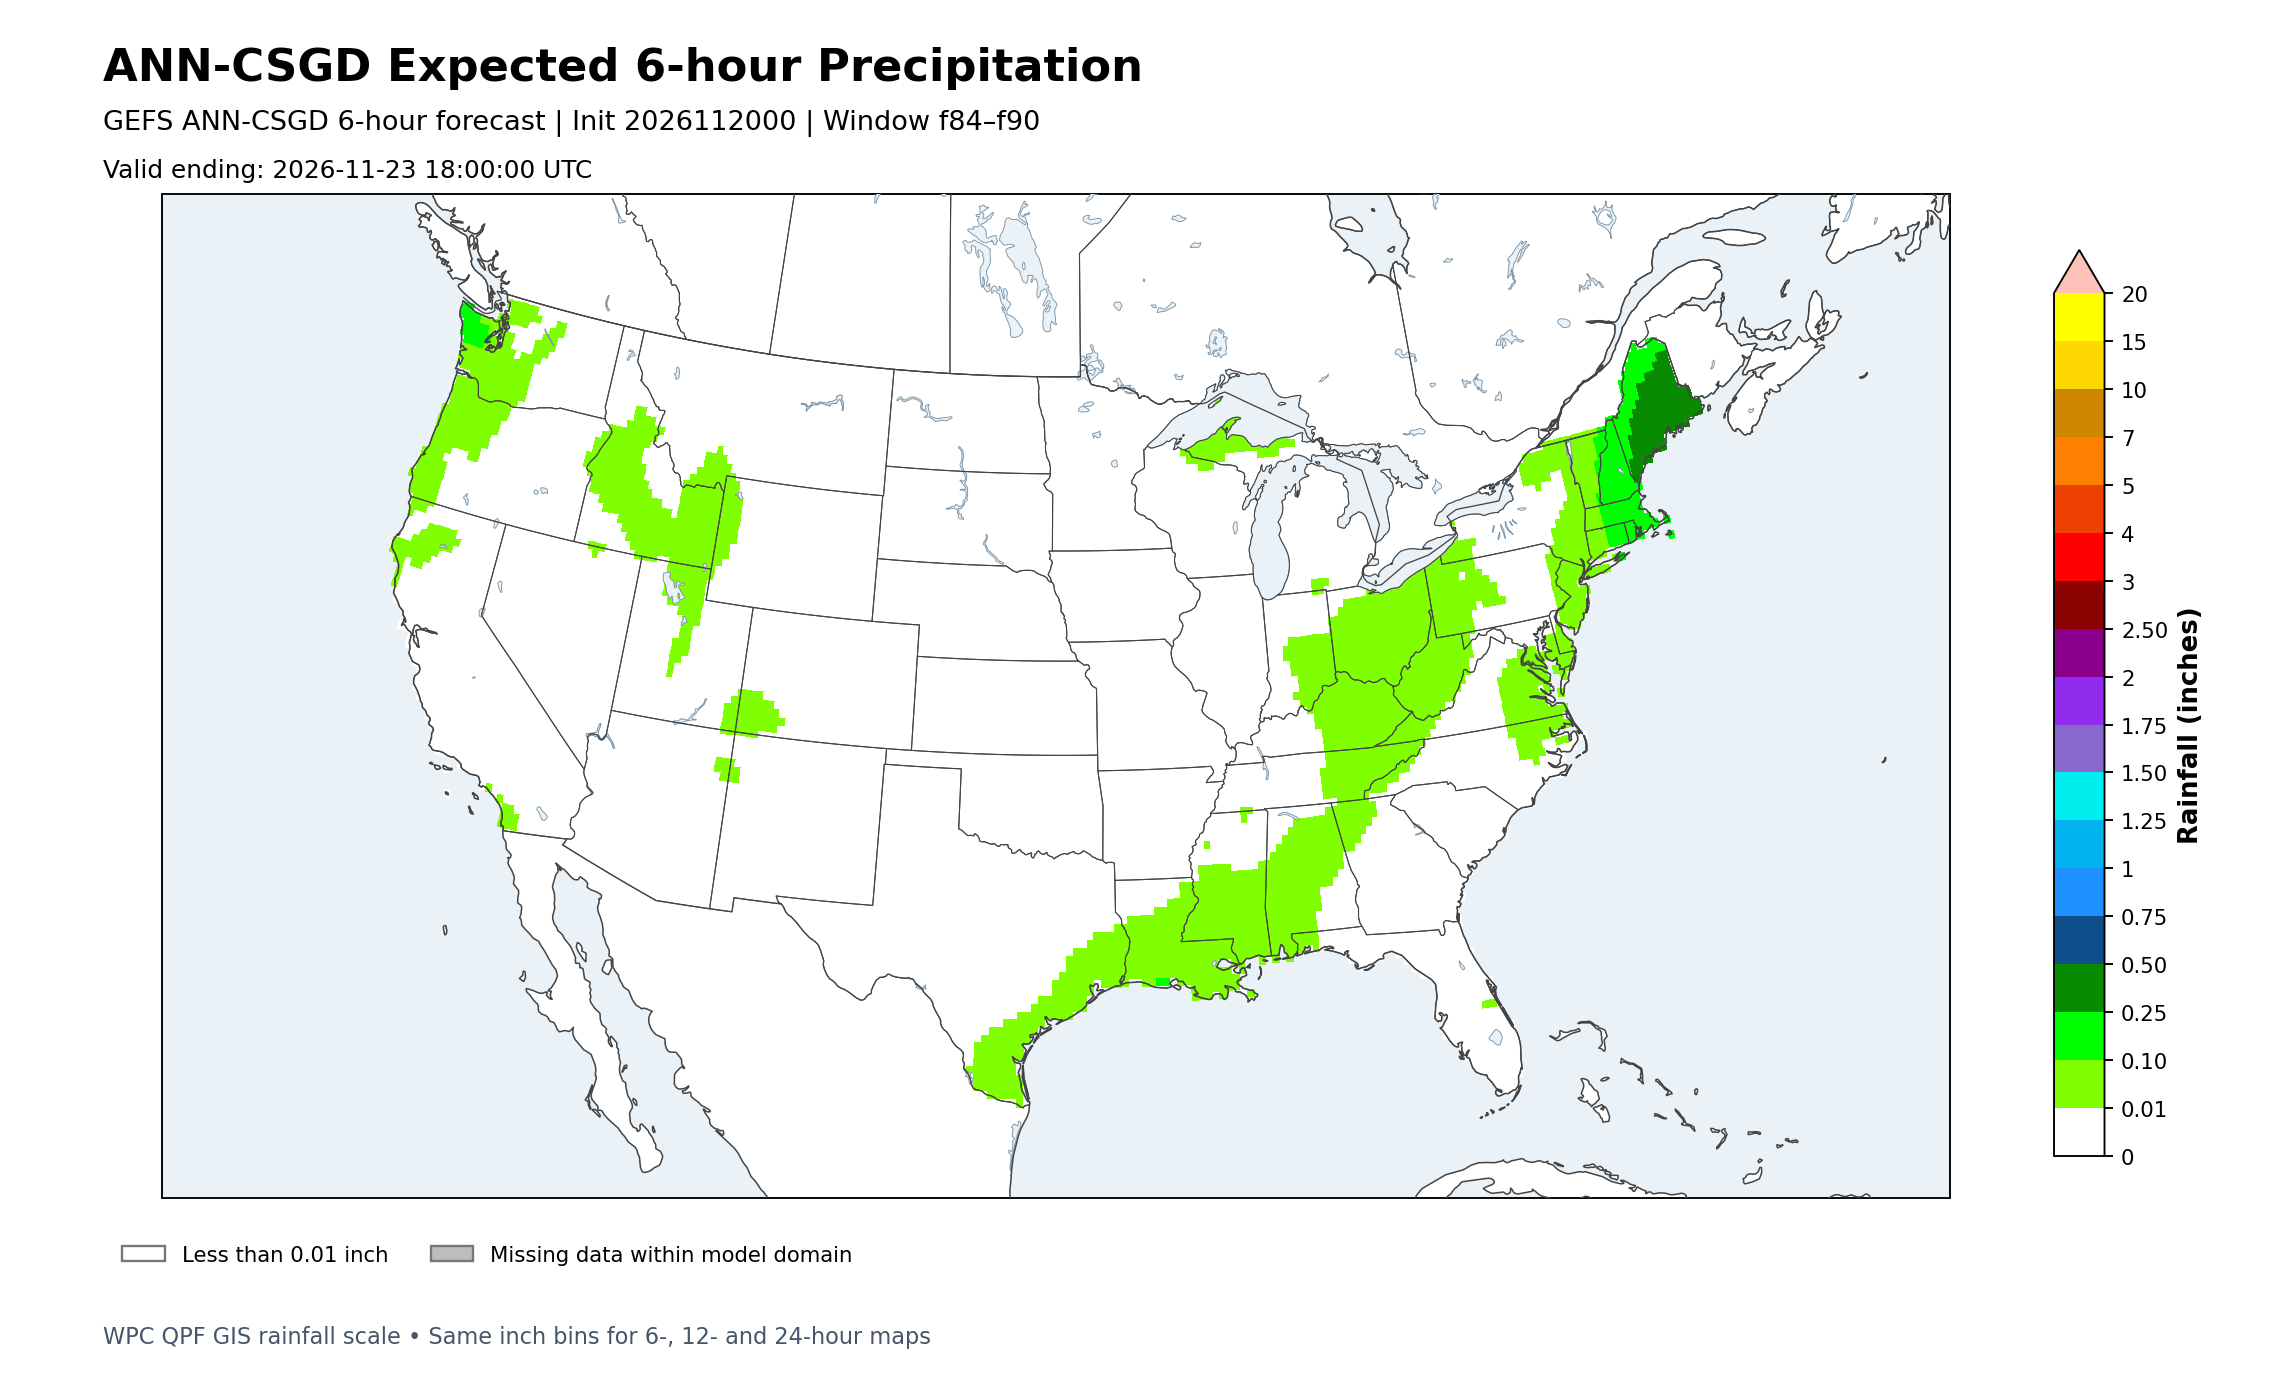 ANN-CSGD Expected 6-hour Precipitation
GEFS ANN-CSGD 6-hour forecast | Init 2026112000 | Window f84–f90
Valid ending: 2026-11-23 18:00:00 UTC
20
15
10
7
5
4
3
2.50
2
1.75
1.50
1.25
1
0.75
0.50
0.25
0.10
0.01
0
Rainfall (inches)
Less than 0.01 inch
Missing data within model domain
WPC QPF GIS rainfall scale • Same inch bins for 6-, 12- and 24-hour maps